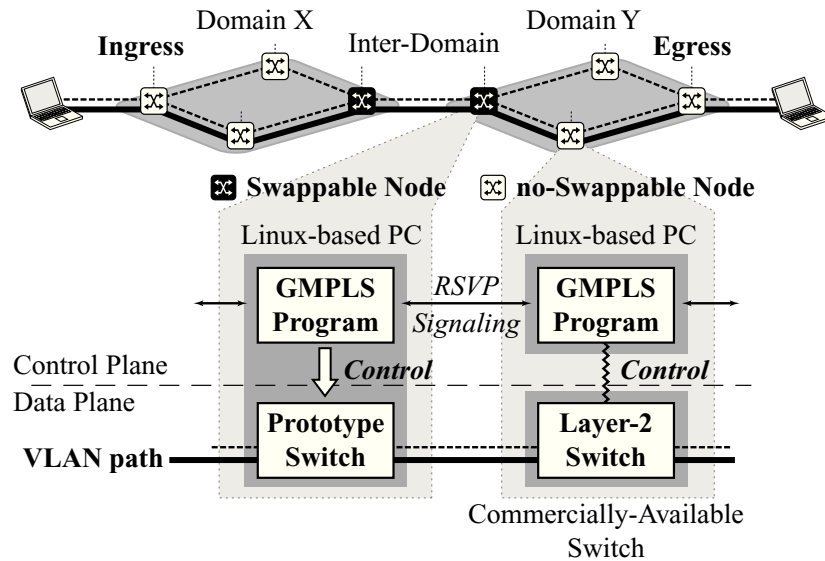 Domain X
Domain Y
Ingress
Inter-Domain
Egress
Swappable Node
no-Swappable Node
Linux-based PC
Linux-based PC
GMPLS
Program
RSVP
Signaling
GMPLS
Program
Control Plane
Control
Control
Data Plane
Prototype
Switch
Layer-2
Switch
VLAN path
Commercially-Available
Switch